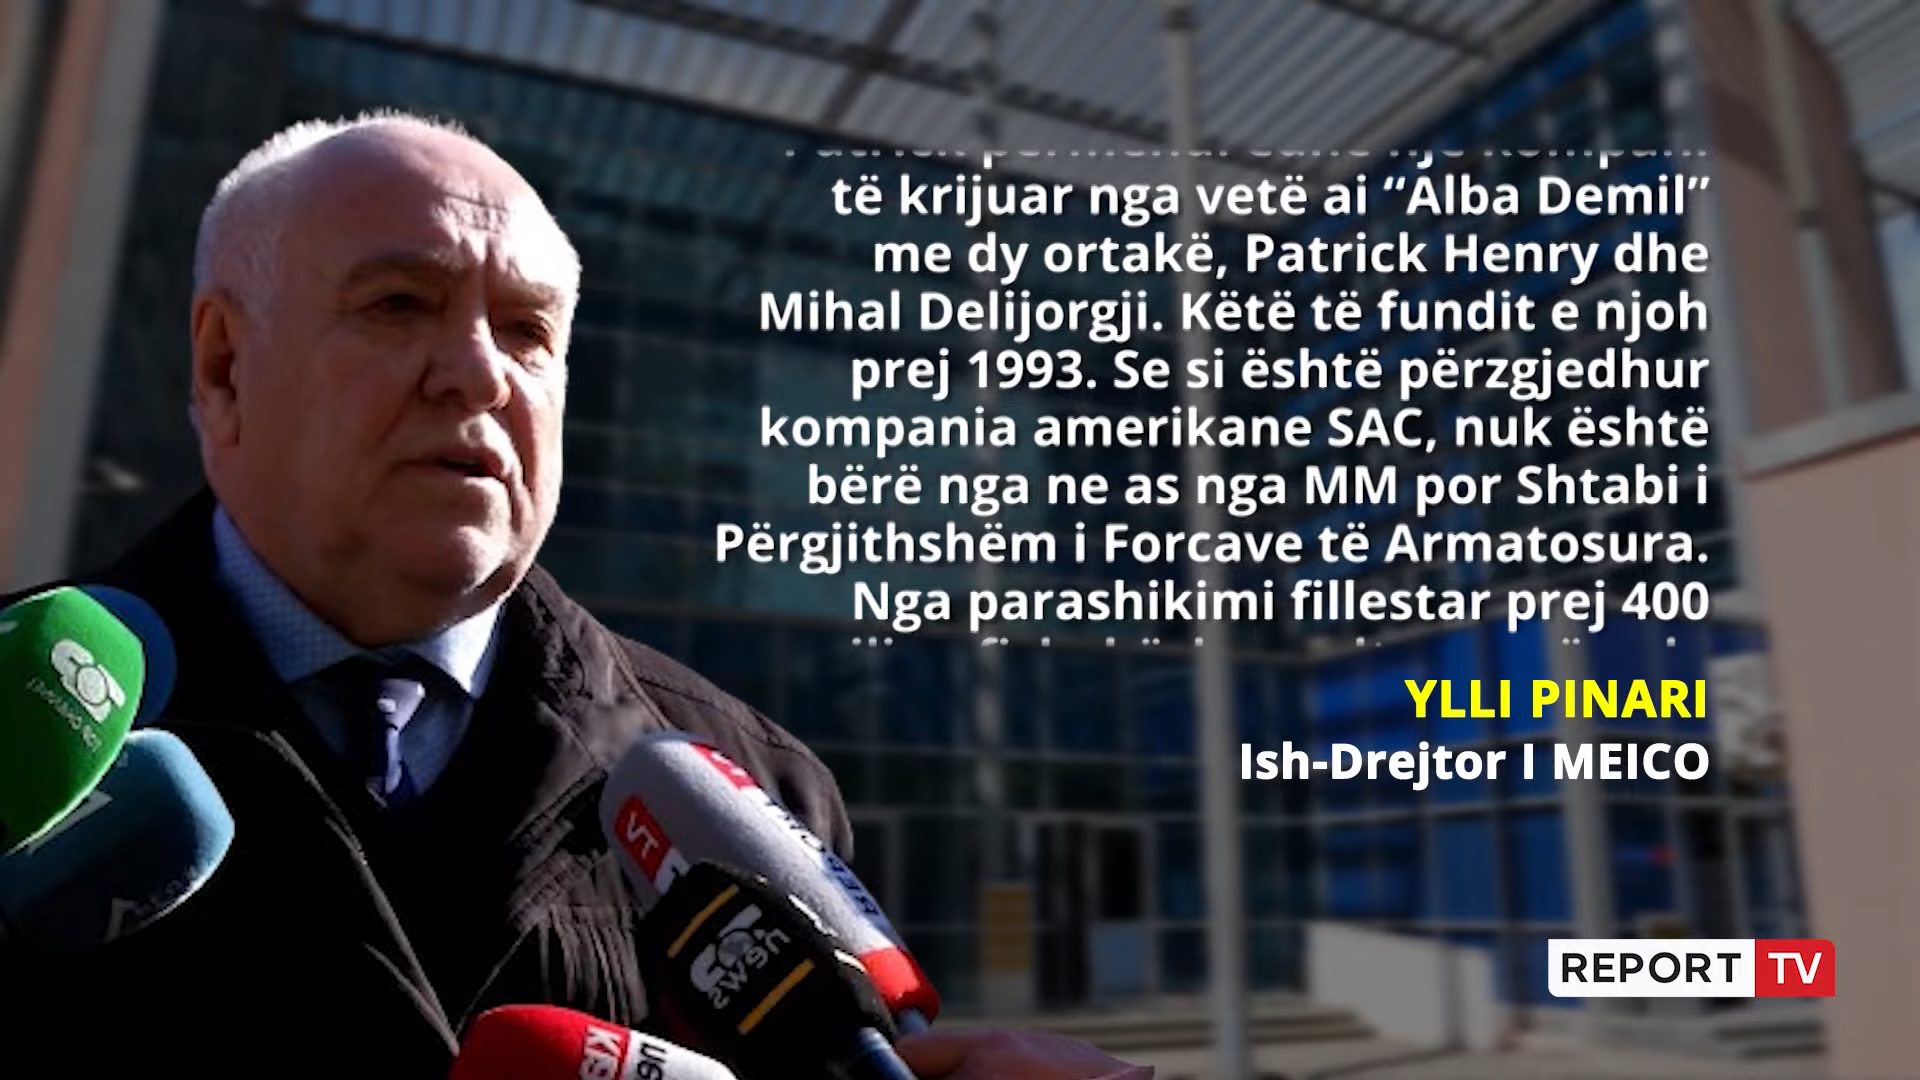 të krijuar nga vetë ai “Alba Demil”
me dy ortakë, Patrick Henry dhe
Mihal Delijorgji. Këtë të fundit e njoh
prej 1993. Se si është përzgjedhur
kompania amerikane SAC, nuk është
bërë nga ne as nga MM por Shtabi i
Përgjithshëm i Forcave të Armatosura.
Nga parashikimi fillestar prej 400
YLLI PINARI
Ish-Drejtor I MEICO
news
REPORT TV